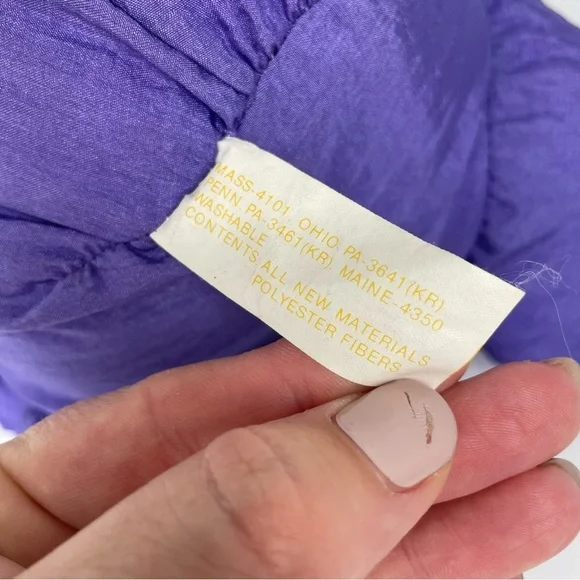 MASS-4101 OHIO PA-3641(KR)
PENN PA-3461(KR) MAINE-4350
WASHABLE
CONTENTS ALL NEW MATERIALS
POLYESTER FIBERS